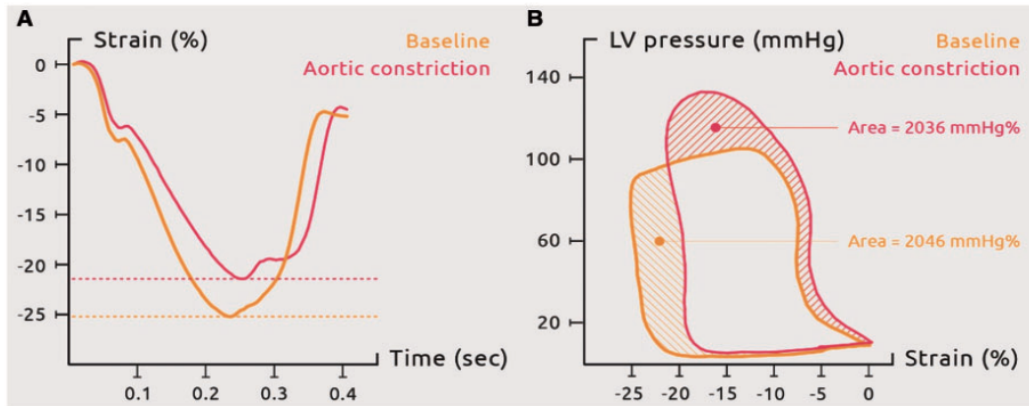 A
Strain (%)
Baseline
Aortic constriction
0
-5
-10
-15
-20
-25
Time (sec)
0.1 0.2 0.3 0.4
B
LV pressure (mmHg)
Baseline
Aortic constriction
140
Area = 2036 mmHg%
100
60
Area = 2046 mmHg%
20
Strain (%)
-25 -20 -15 -10 -5 0